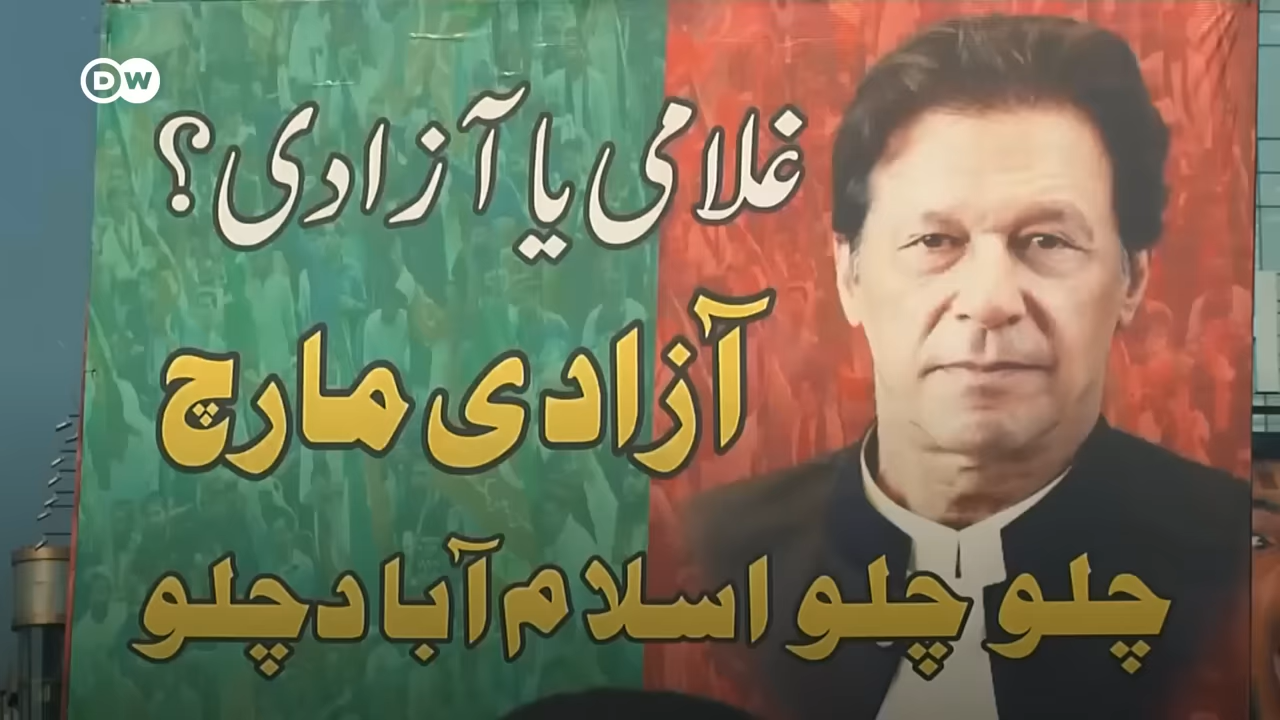 DW
غلامی یا آزادی؟
آزادی مارچ
چلو چلو اسلام آباد چلو